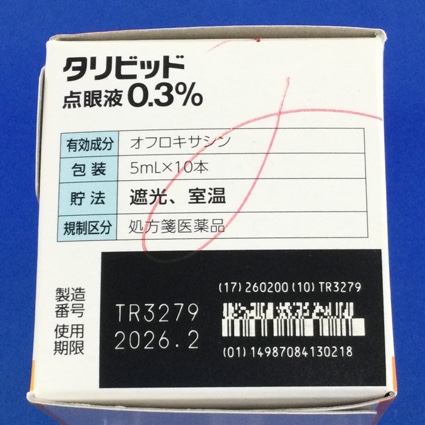 タリビッド
点眼液 0.3%
有効成分 オフロキサシン
包装 5mL×10本
貯法 遮光、室温
規制区分 処方箋医薬品
製造番号 TR3279
使用期限 2026.2
(17) 260200 (10) TR3279
(01) 14987084130218